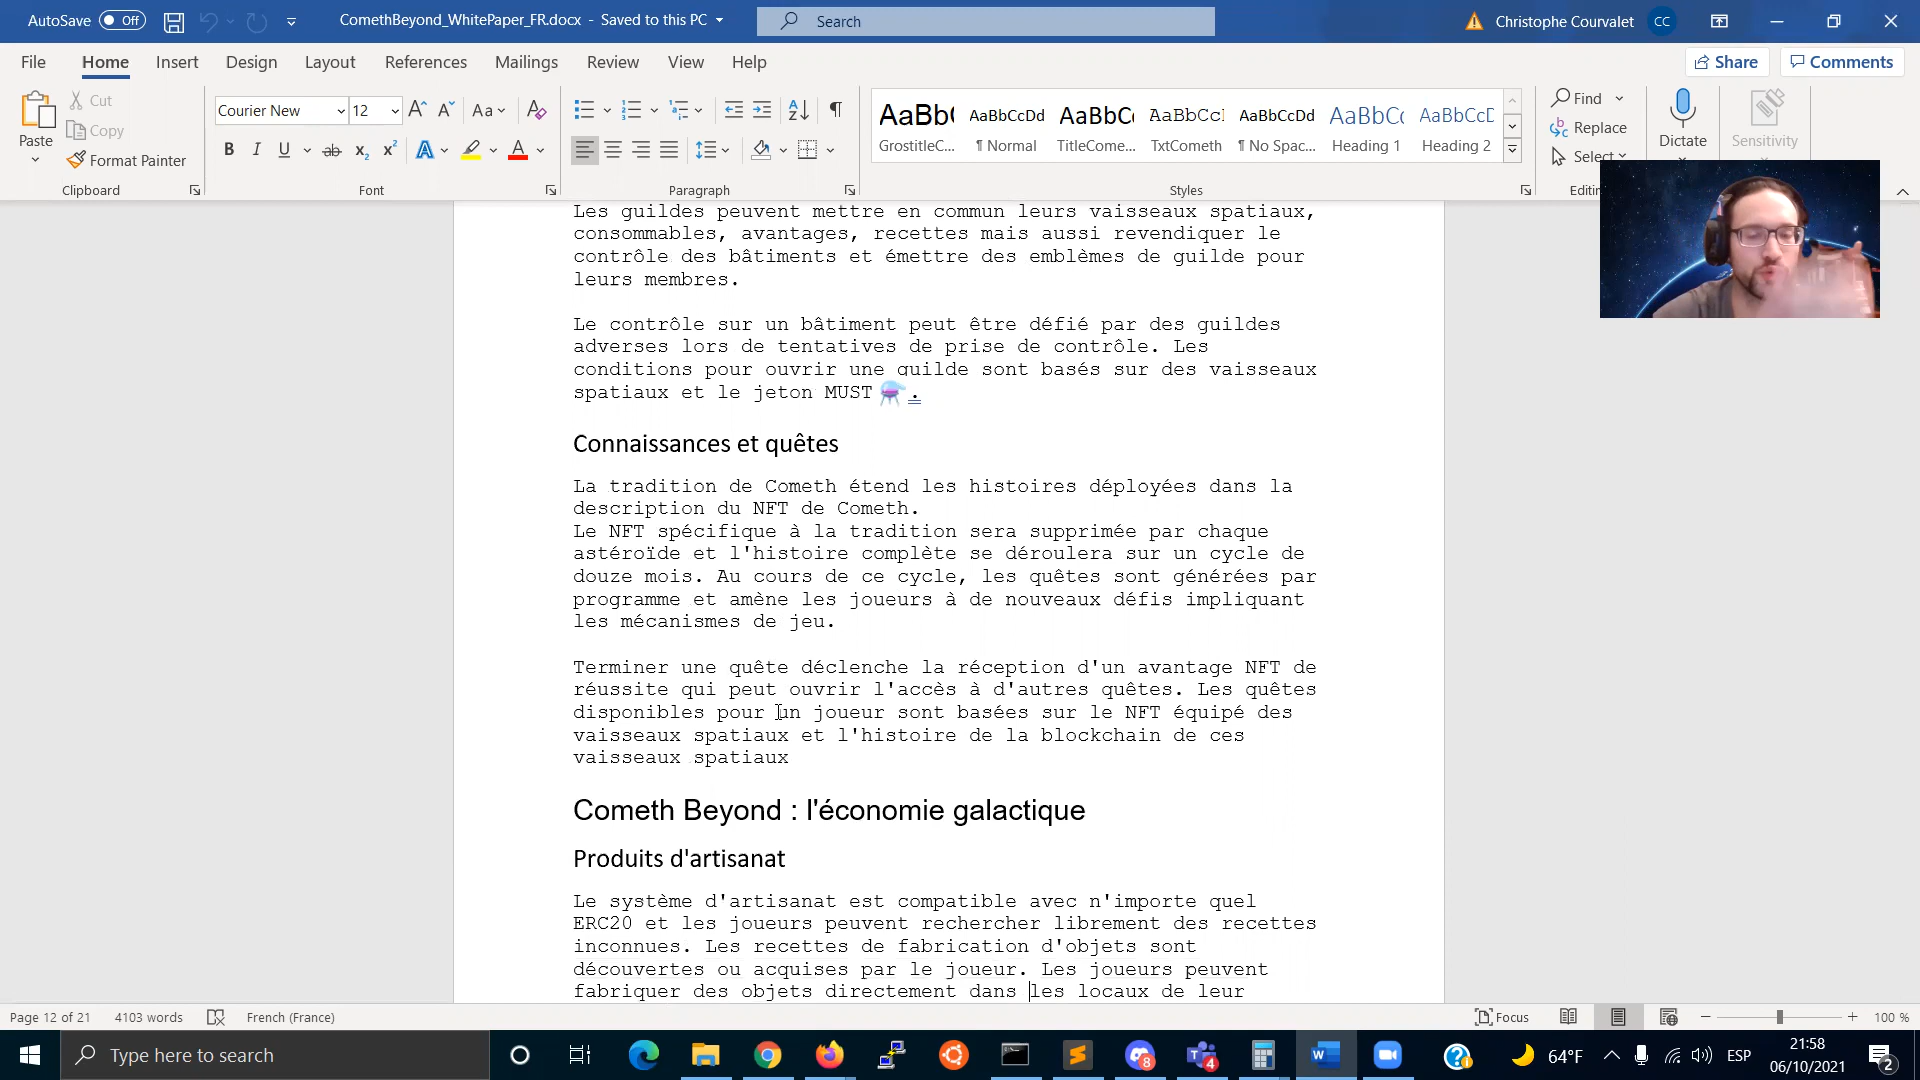 AutoSave Off ComethBeyond_WhitePaper_FR.docx - Saved to this PC Search Christophe Courvalet CC
File Home Insert Design Layout References Mailings Review View Help Share Comments
Paste Cut Copy Format Painter
Clipboard
Courier New 12 Aa
B I U ab x₂ x² A A
Font
Paragraph
AaBb( AaBbCcDd AaBbC( AaBbCcI AaBbCcDd AaBbC( AaBbCcD
GrostitleC... ¶ Normal TitleCome... TxtCometh ¶ No Spac... Heading 1 Heading 2
Styles
Find Replace Select
Editin
Dictate Sensitivity
Les guildes peuvent mettre en commun leurs vaisseaux spatiaux,
consommables, avantages, recettes mais aussi revendiquer le
contrôle des bâtiments et émettre des emblèmes de guilde pour
leurs membres.
Le contrôle sur un bâtiment peut être défié par des guildes
adverses lors de tentatives de prise de contrôle. Les
conditions pour ouvrir une guilde sont basés sur des vaisseaux
spatiaux et le jeton MUST .
Connaissances et quêtes
La tradition de Cometh étend les histoires déployées dans la
description du NFT de Cometh.
Le NFT spécifique à la tradition sera supprimée par chaque
astéroïde et l'histoire complète se déroulera sur un cycle de
douze mois. Au cours de ce cycle, les quêtes sont générées par
programme et amène les joueurs à de nouveaux défis impliquant
les mécanismes de jeu.
Terminer une quête déclenche la réception d'un avantage NFT de
réussite qui peut ouvrir l'accès à d'autres quêtes. Les quêtes
disponibles pour un joueur sont basées sur le NFT équipé des
vaisseaux spatiaux et l'histoire de la blockchain de ces
vaisseaux spatiaux
Cometh Beyond : l'économie galactique
Produits d'artisanat
Le système d'artisanat est compatible avec n'importe quel
ERC20 et les joueurs peuvent rechercher librement des recettes
inconnues. Les recettes de fabrication d'objets sont
découvertes ou acquises par le joueur. Les joueurs peuvent
fabriquer des objets directement dans les locaux de leur
Page 12 of 21 4103 words French (France) Focus 100 %
Type here to search 8 4 64°F ESP 21:58
06/10/2021 2